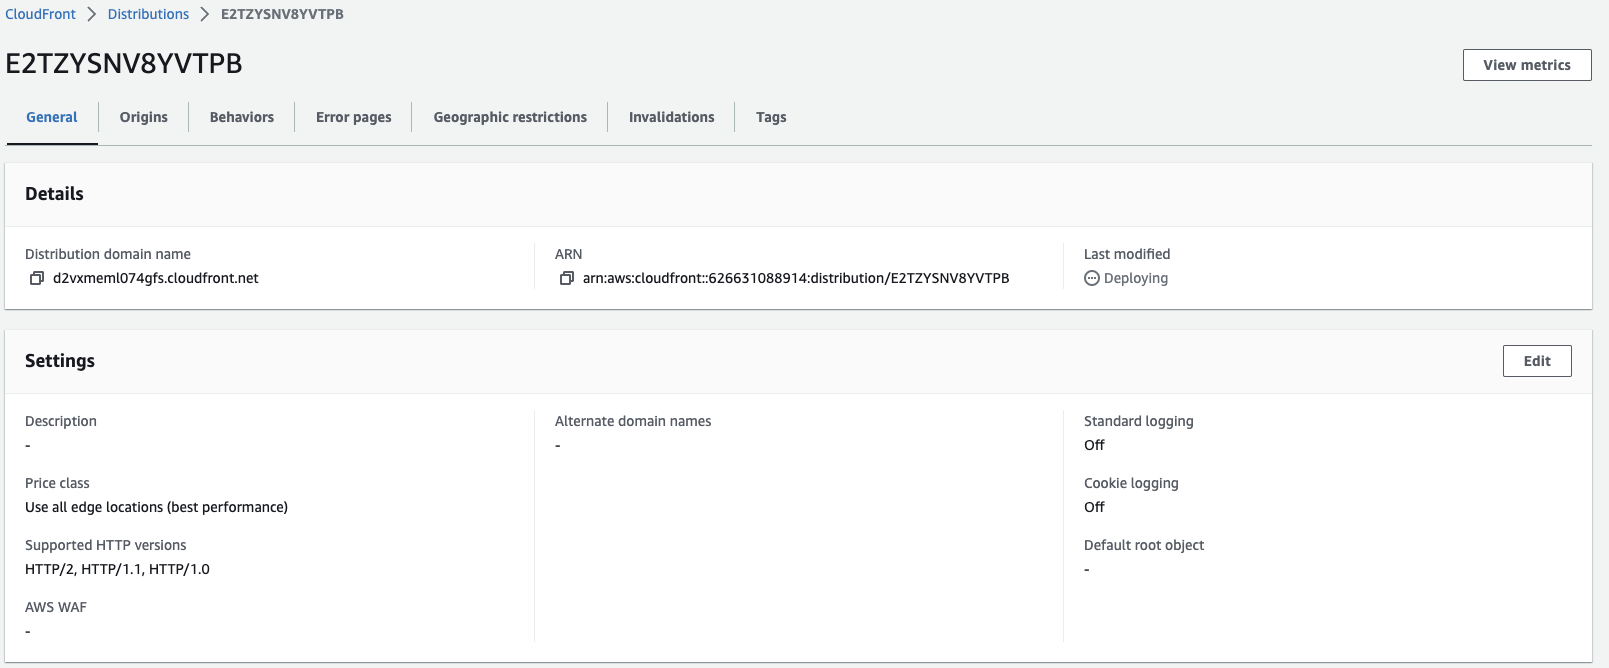 CloudFront > Distributions > E2TZYSNV8YVTPB
E2TZYSNV8YVTPB
View metrics
General
Origins
Behaviors
Error pages
Geographic restrictions
Invalidations
Tags
Details
Distribution domain name
d2vxmeml074gfs.cloudfront.net
ARN
arn:aws:cloudfront::626631088914:distribution/E2TZYSNV8YVTPB
Last modified
Deploying
Settings
Edit
Description
-
Price class
Use all edge locations (best performance)
Supported HTTP versions
HTTP/2, HTTP/1.1, HTTP/1.0
AWS WAF
-
Alternate domain names
-
Standard logging
Off
Cookie logging
Off
Default root object
-